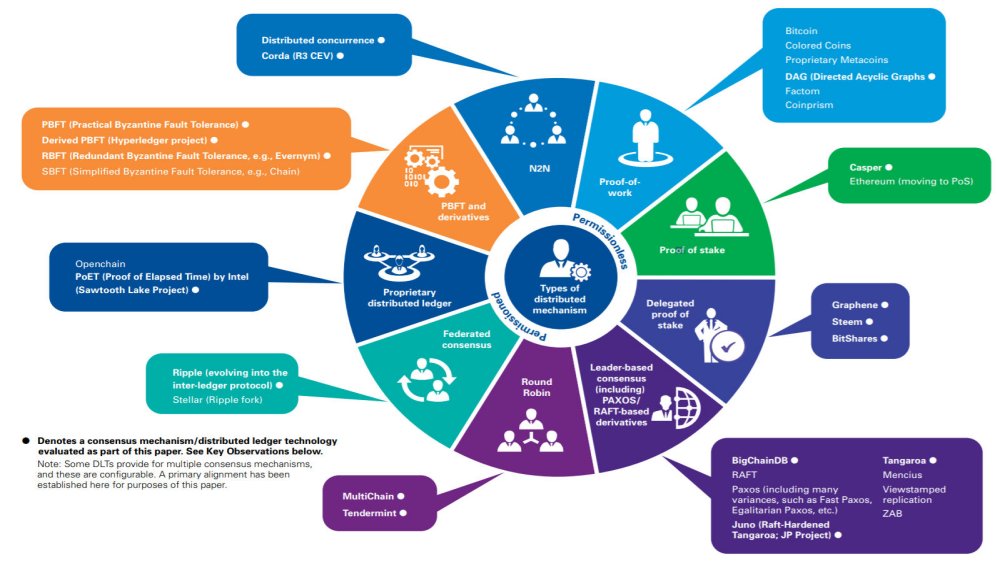 Distributed concurrence ●
Corda (R3 CEV) ●
Bitcoin
Colored Coins
Proprietary Metacoins
DAG (Directed Acyclic Graphs ●
Factom
Coinprism
PBFT (Practical Byzantine Fault Tolerance) ●
Derived PBFT (Hyperledger project) ●
RBFT (Redundant Byzantine Fault Tolerance, e.g., Evernym) ●
SBFT (Simplified Byzantine Fault Tolerance, e.g., Chain)
Casper ●
Ethereum (moving to PoS)
Openchain
PoET (Proof of Elapsed Time) by Intel
(Sawtooth Lake Project) ●
Graphene ●
Steem ●
BitShares ●
Ripple (evolving into the
inter-ledger protocol) ●
Stellar (Ripple fork)
MultiChain ●
Tendermint ●
BigChainDB ●
RAFT
Paxos (including many
variances, such as Fast Paxos,
Egalitarian Paxos, etc.)
Juno (Raft-Hardened
Tangaroa; JP Project) ●
Tangaroa ●
Mencius
Viewstamped
replication
ZAB
N2N
Proof-of-
work
Proof of stake
Delegated
proof of
stake
Leader-based
consensus
(including)
PAXOS/
RAFT-based
derivatives
Round
Robin
Federated
consensus
Proprietary
distributed ledger
PBFT and
derivatives
10
10101
010
Permissionless
Permissioned
Types of
distributed
mechanism
● Denotes a consensus mechanism/distributed ledger technology
evaluated as part of this paper. See Key Observations below.
Note: Some DLTs provide for multiple consensus mechanisms,
and these are configurable. A primary alignment has been
established here for purposes of this paper.